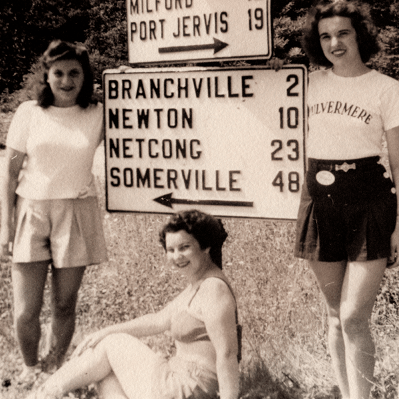 MILFORD
PORT JERVIS 19
BRANCHVILLE 2
NEWTON 10
NETCONG 23
SOMERVILLE 48